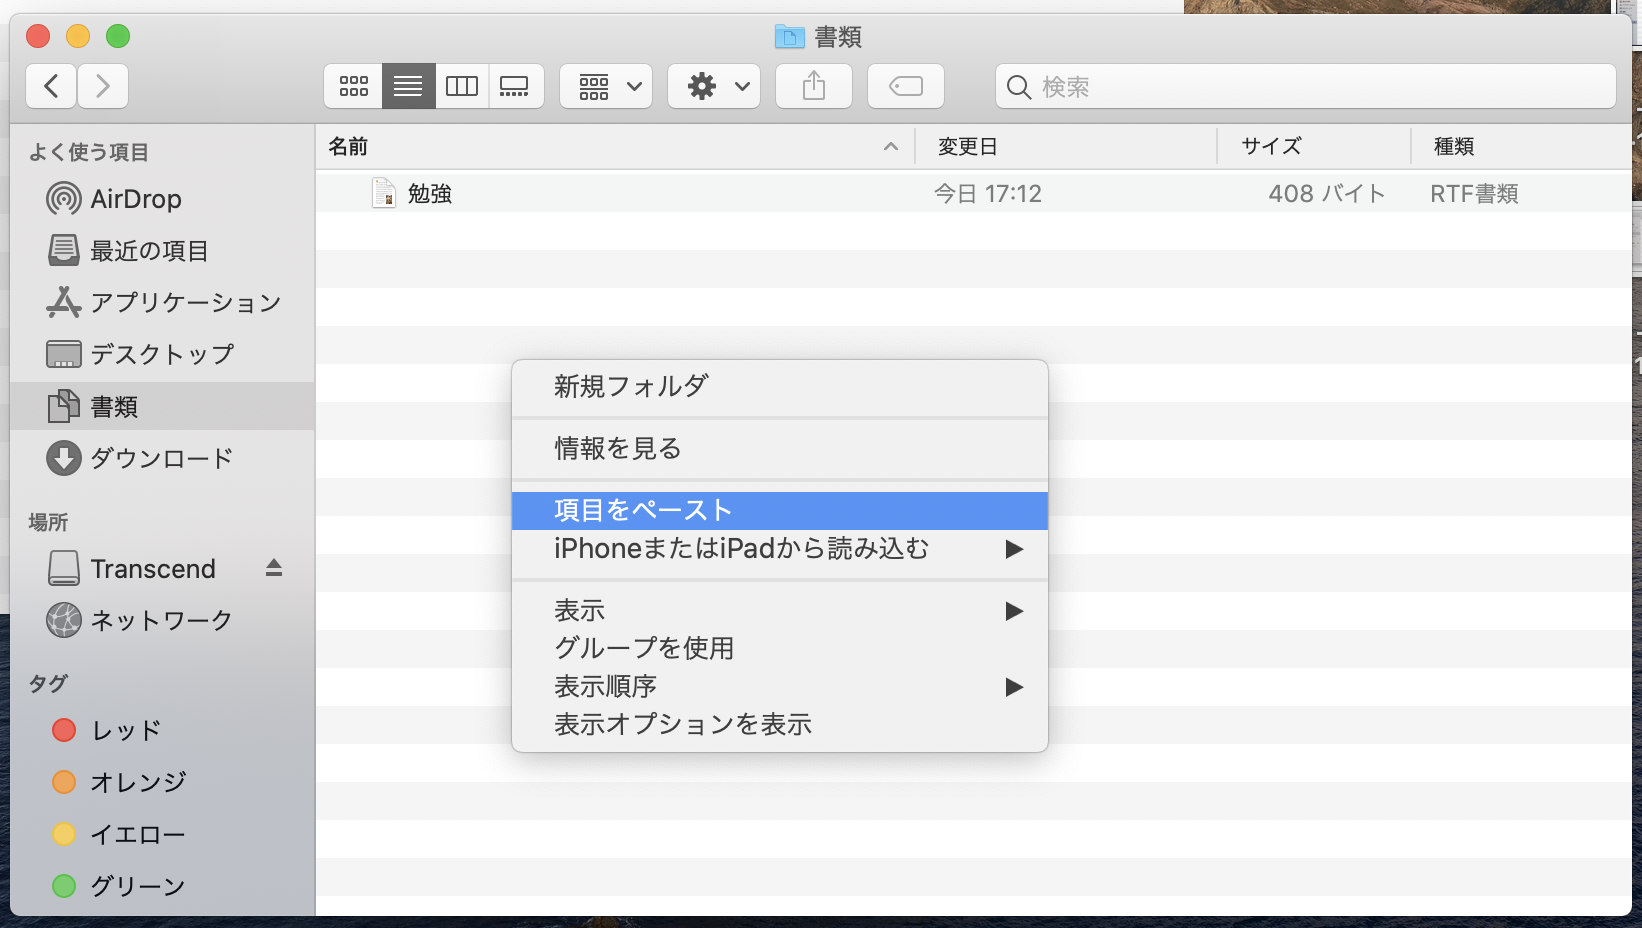 書類
検索
よく使う項目
AirDrop
最近の項目
アプリケーション
デスクトップ
書類
ダウンロード
場所
Transcend
ネットワーク
タグ
レッド
オレンジ
イエロー
グリーン
名前 変更日 サイズ 種類
勉強 今日 17:12 408 バイト RTF書類
新規フォルダ
情報を見る
項目をペースト
iPhoneまたはiPadから読み込む
表示
グループを使用
表示順序
表示オプションを表示